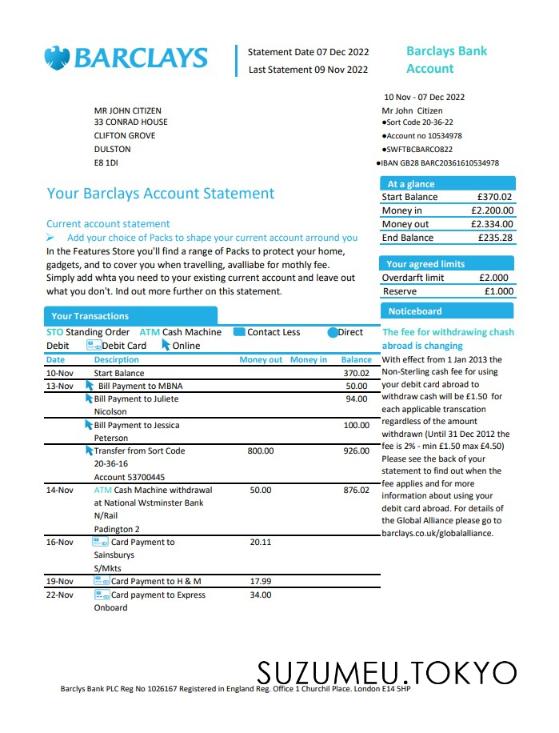 BARCLAYS
Statement Date 07 Dec 2022
Last Statement 09 Nov 2022
Barclays Bank
Account
MR JOHN CITIZEN
33 CONRAD HOUSE
CLIFTON GROVE
DULSTON
E8 1DI
10 Nov - 07 Dec 2022
Mr John Citizen
●Sort Code 20-36-22
●Account no 10534978
●SWFTBCBARCO822
●IBAN GB28 BARC20361610534978
Your Barclays Account Statement
Current account statement
➢ Add your choice of Packs to shape your current account arround you
In the Features Store you'll find a range of Packs to protect your home,
gadgets, and to cover you when travelling, avalliabe for mothly fee.
Simply add whta you need to your existing current account and leave out
what you don't. Ind out more further on this statement.
At a glance
Start Balance £370.02
Money in £2.200.00
Money out £2.334.00
End Balance £235.28
Your agreed limits
Overdraft limit £2.000
Reserve £1.000
Noticeboard
The fee for withdrawing chash
abroad is changing
With effect from 1 Jan 2013 the
Non-Sterling cash fee for using
your debit card abroad to
withdraw cash will be £1.50 for
each applicable transcation
regardless of the amount
withdrawn (Until 31 Dec 2012 the
fee is 2% - min £1.50 max £4.50)
Please see the back of your
statement to find out when the
fee applies and for more
information about using your
debit card abroad. For details of
the Global Alliance please go to
barclays.co.uk/globalalliance.
Your Transactions
STO Standing Order ATM Cash Machine Contact Less Direct
Debit Debit Card Online
Date Descirption Money out Money in Balance
10-Nov Start Balance 370.02
13-Nov Bill Payment to MBNA 50.00
Bill Payment to Juliete 94.00
Nicolson
Bill Payment to Jessica 100.00
Peterson
Transfer from Sort Code 800.00 926.00
20-36-16
Account 53700445
14-Nov ATM Cash Machine withdrawal 50.00 876.02
at National Wstminster Bank
N/Rail
Padington 2
16-Nov Card Payment to 20.11
Sainsburys
S/Mkts
19-Nov Card Payment to H & M 17.99
22-Nov Card payment to Express 34.00
Onboard
SUZUMEU.TOKYO
Barclys Bank PLC Reg No 1026167 Registered in England Reg. Office 1 Churchil Place. London E14 5HP